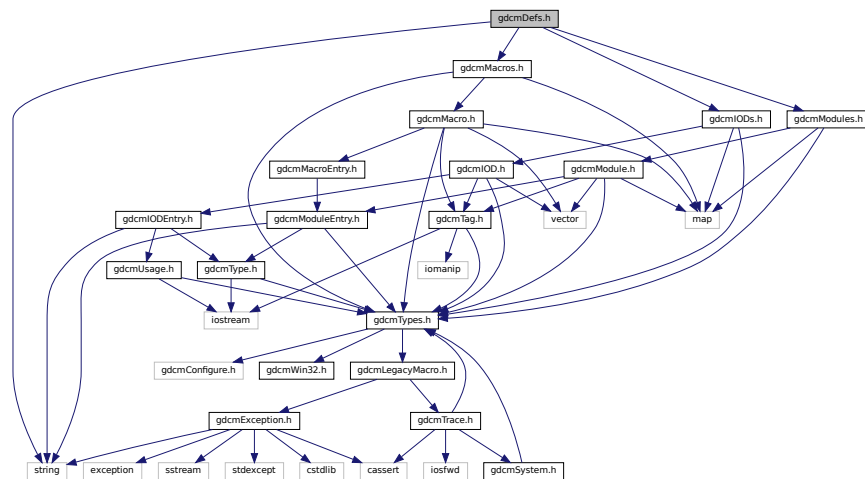 gdcmDefs.h
gdcmMacros.h
gdcmMacro.h
gdcmIODs.h
gdcmModules.h
gdcmMacroEntry.h
gdcmIOD.h
gdcmModule.h
gdcmIODEntry.h
gdcmModuleEntry.h
gdcmTag.h
vector
map
gdcmUsage.h
gdcmType.h
iomanip
iostream
gdcmTypes.h
gdcmConfigure.h
gdcmWin32.h
gdcmLegacyMacro.h
gdcmException.h
gdcmTrace.h
string
exception
sstream
stdexcept
cstdlib
cassert
iosfwd
gdcmSystem.h